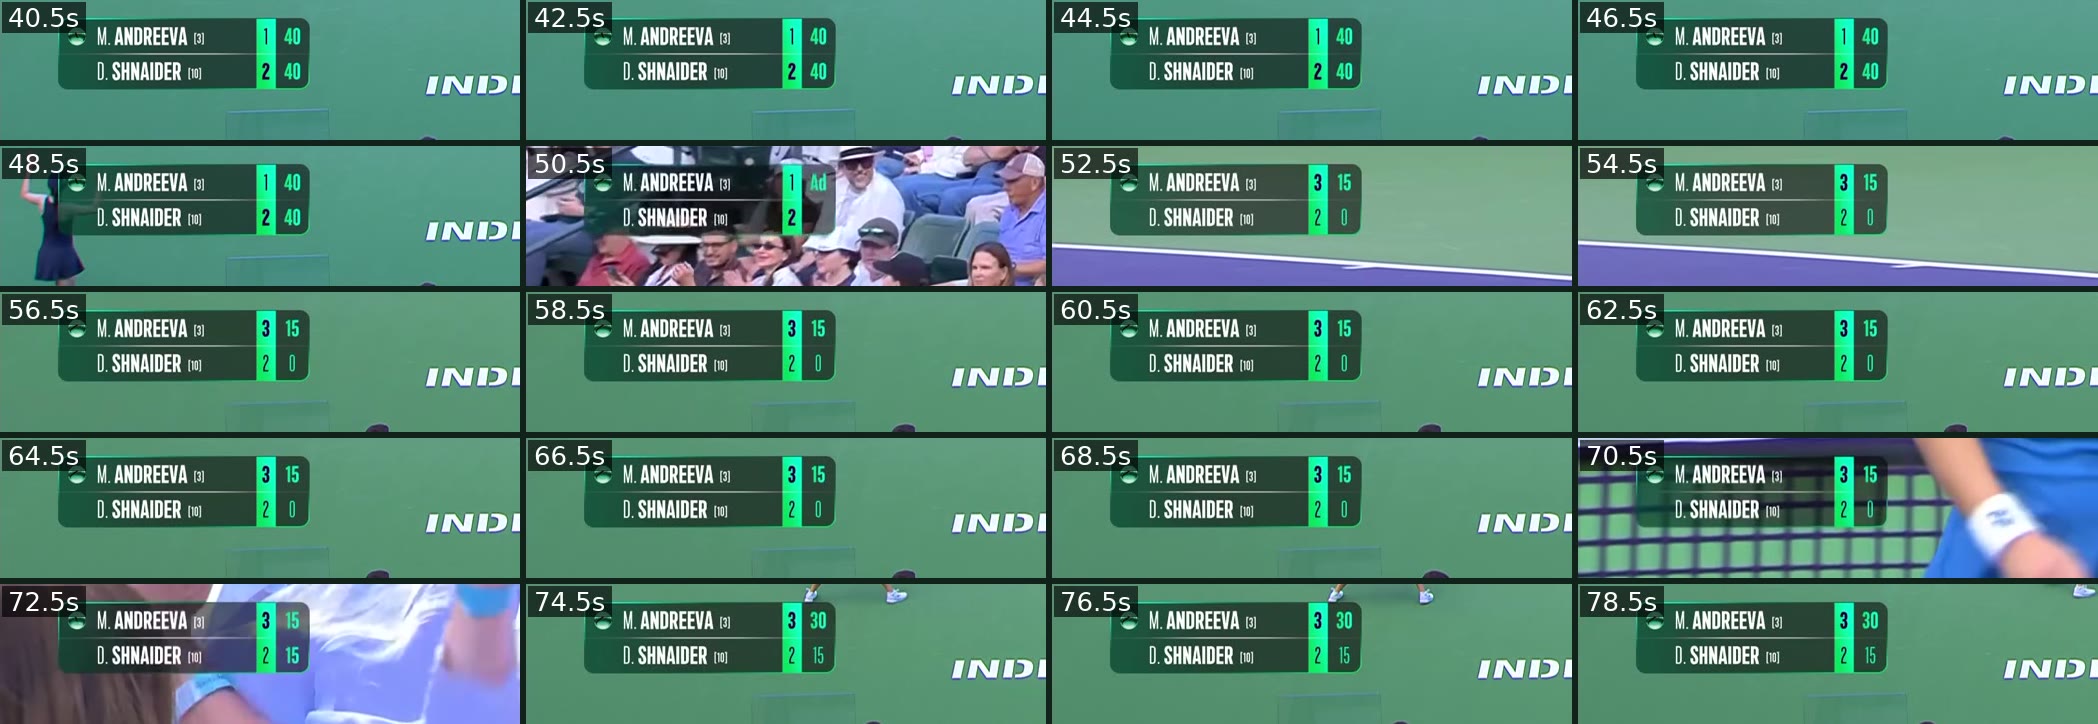 40.5s
M. ANDREEVA [3] 1 40
D. SHNAIDER [10] 2 40
INDI
42.5s
M. ANDREEVA [3] 1 40
D. SHNAIDER [10] 2 40
INDI
44.5s
M. ANDREEVA [3] 1 40
D. SHNAIDER [10] 2 40
INDI
46.5s
M. ANDREEVA [3] 1 40
D. SHNAIDER [10] 2 40
INDI
48.5s
M. ANDREEVA [3] 1 40
D. SHNAIDER [10] 2 40
INDI
50.5s
M. ANDREEVA [3] 1 Ad
D. SHNAIDER [10] 2
52.5s
M. ANDREEVA [3] 3 15
D. SHNAIDER [10] 2 0
54.5s
M. ANDREEVA [3] 3 15
D. SHNAIDER [10] 2 0
56.5s
M. ANDREEVA [3] 3 15
D. SHNAIDER [10] 2 0
INDI
58.5s
M. ANDREEVA [3] 3 15
D. SHNAIDER [10] 2 0
INDI
60.5s
M. ANDREEVA [3] 3 15
D. SHNAIDER [10] 2 0
INDI
62.5s
M. ANDREEVA [3] 3 15
D. SHNAIDER [10] 2 0
INDI
64.5s
M. ANDREEVA [3] 3 15
D. SHNAIDER [10] 2 0
INDI
66.5s
M. ANDREEVA [3] 3 15
D. SHNAIDER [10] 2 0
INDI
68.5s
M. ANDREEVA [3] 3 15
D. SHNAIDER [10] 2 0
INDI
70.5s
M. ANDREEVA [3] 3 15
D. SHNAIDER [10] 2 0
72.5s
M. ANDREEVA [3] 3 15
D. SHNAIDER [10] 2 15
74.5s
M. ANDREEVA [3] 3 30
D. SHNAIDER [10] 2 15
INDI
76.5s
M. ANDREEVA [3] 3 30
D. SHNAIDER [10] 2 15
INDI
78.5s
M. ANDREEVA [3] 3 30
D. SHNAIDER [10] 2 15
INDI